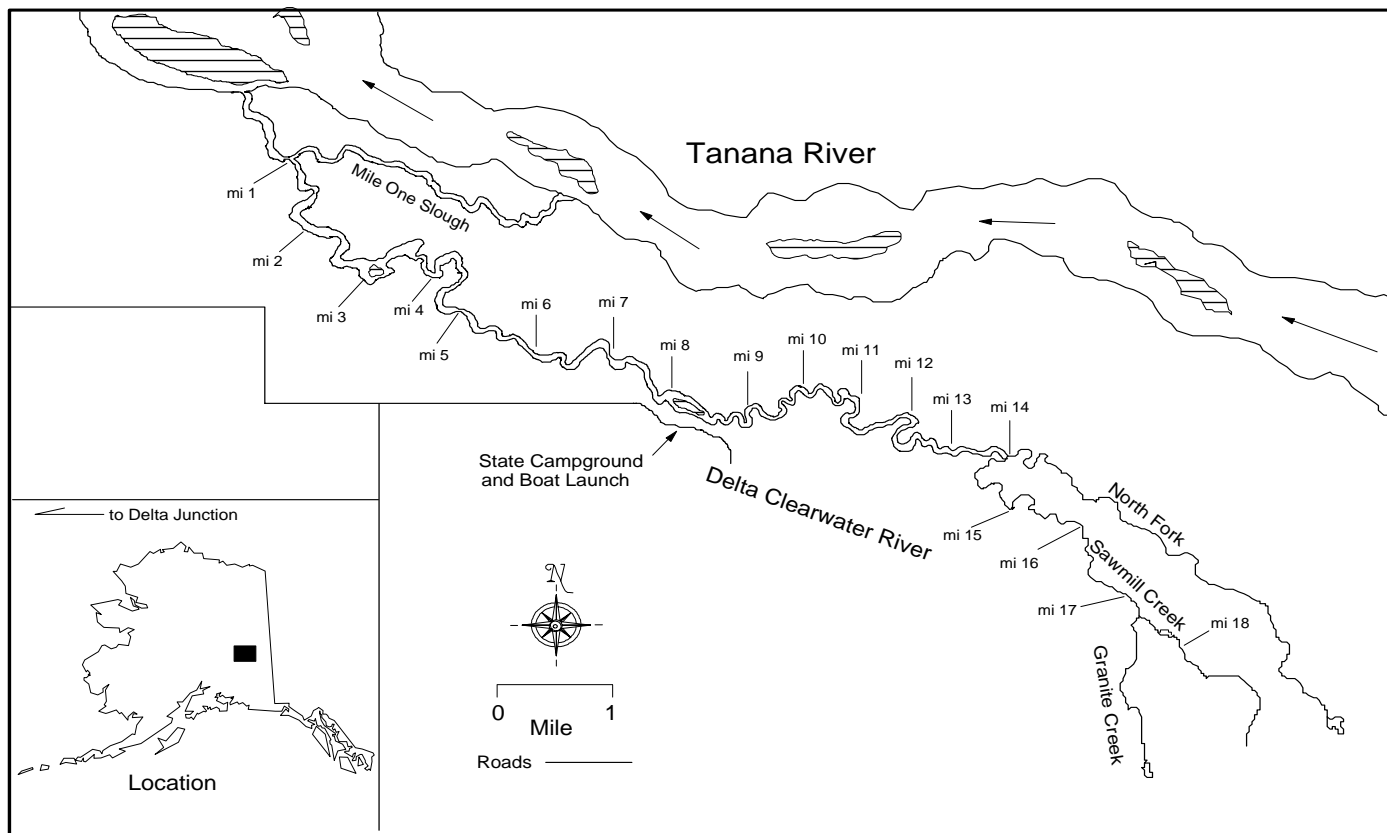 Tanana River
Mile One Slough
mi 1
mi 2
mi 3
mi 4
mi 5
mi 6
mi 7
mi 8
mi 9
mi 10
mi 11
mi 12
mi 13
mi 14
State Campground
and Boat Launch
Delta Clearwater River
North Fork
mi 15
mi 16
Sawmill Creek
mi 17
mi 18
Granite Creek
to Delta Junction
N
0 1
Mile
Roads
Location